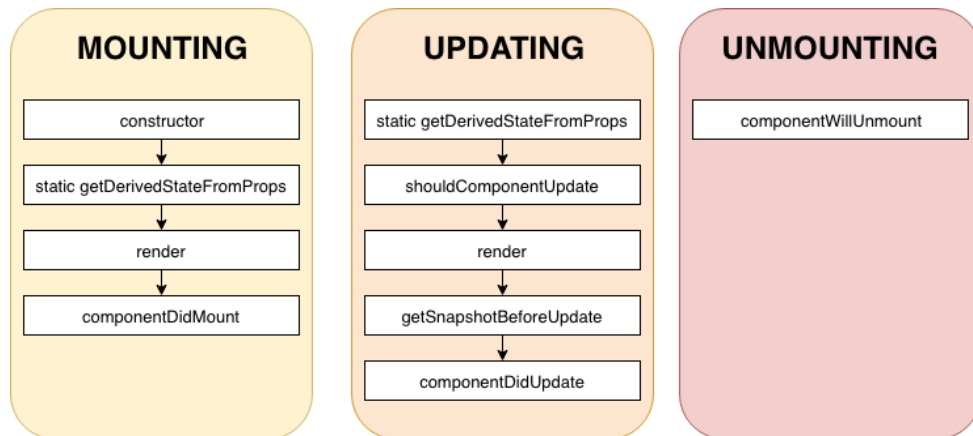 MOUNTING
constructor
static getDerivedStateFromProps
render
componentDidMount
UPDATING
static getDerivedStateFromProps
shouldComponentUpdate
render
getSnapshotBeforeUpdate
componentDidUpdate
UNMOUNTING
componentWillUnmount